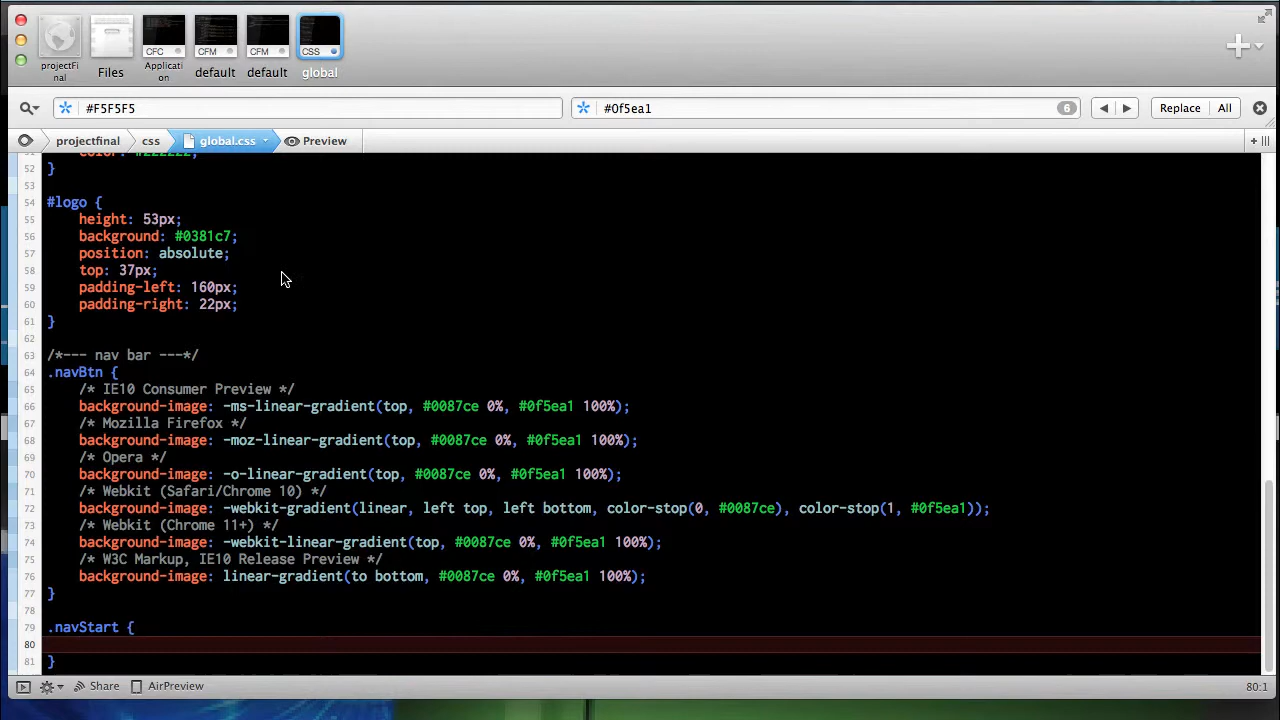 CFC
CFM
CFM
CSS
projectFi
nal
Files
Applicati
on
default
default
global
#F5F5F5
#0f5ea1
6
Replace
All
projectfinal
css
global.css
Preview
52 }
53
54 #logo {
55 height: 53px;
56 background: #0381c7;
57 position: absolute;
58 top: 37px;
59 padding-left: 160px;
60 padding-right: 22px;
61 }
62
63 /*--- nav bar ---*/
64 .navBtn {
65 /* IE10 Consumer Preview */
66 background-image: -ms-linear-gradient(top, #0087ce 0%, #0f5ea1 100%);
67 /* Mozilla Firefox */
68 background-image: -moz-linear-gradient(top, #0087ce 0%, #0f5ea1 100%);
69 /* Opera */
70 background-image: -o-linear-gradient(top, #0087ce 0%, #0f5ea1 100%);
71 /* Webkit (Safari/Chrome 10) */
72 background-image: -webkit-gradient(linear, left top, left bottom, color-stop(0, #0087ce), color-stop(1, #0f5ea1));
73 /* Webkit (Chrome 11+) */
74 background-image: -webkit-linear-gradient(top, #0087ce 0%, #0f5ea1 100%);
75 /* W3C Markup, IE10 Release Preview */
76 background-image: linear-gradient(to bottom, #0087ce 0%, #0f5ea1 100%);
77 }
78
79 .navStart {
80
81 }
Share
AirPreview
80:1